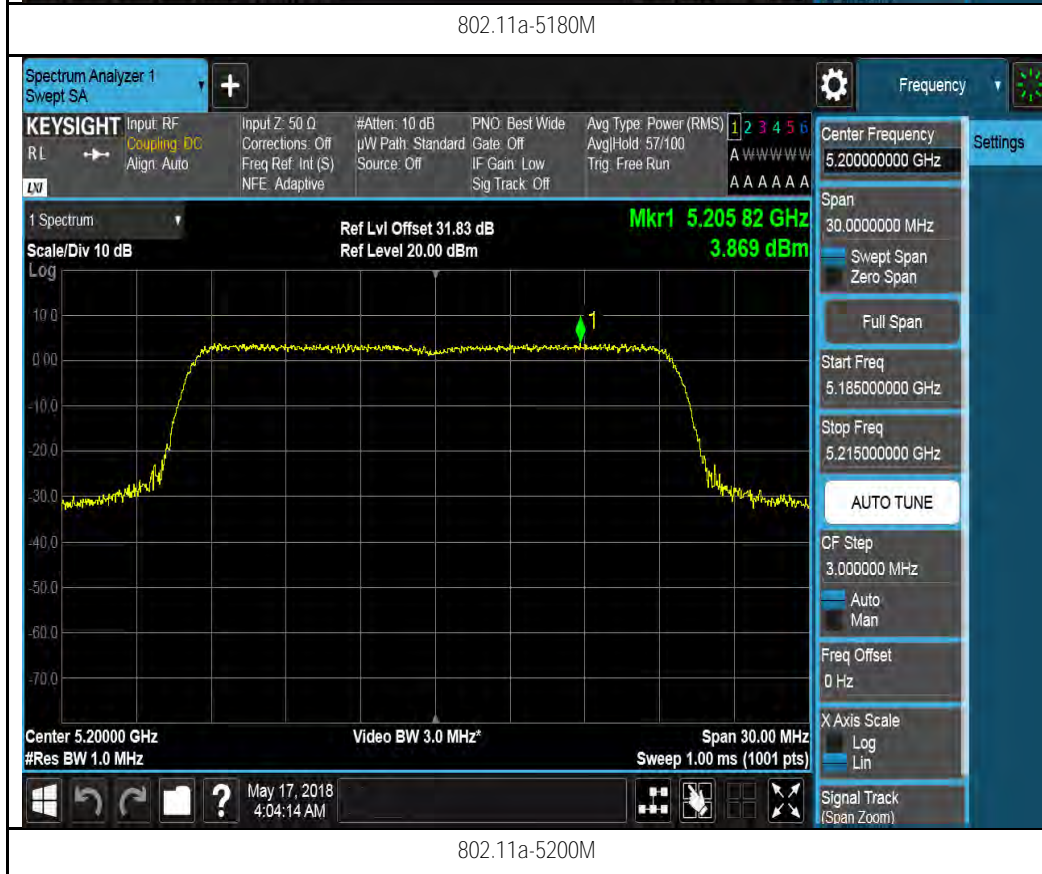 802.11a-5180M
Spectrum Analyzer 1
Swept SA
+
Frequency
KEYSIGHT
RL
LXI
Input: RF
Coupling: DC
Align: Auto
Input Z: 50 Ω
Corrections: Off
Freq Ref: Int (S)
NFE: Adaptive
#Atten: 10 dB
µW Path: Standard
Source: Off
PNO: Best Wide
Gate: Off
IF Gain: Low
Sig Track: Off
Avg Type: Power (RMS)
Avg|Hold: 57/100
Trig: Free Run
1 2 3 4 5 6
A W W W W W
A A A A A A
Center Frequency
5.200000000 GHz
Settings
Span
30.0000000 MHz
Swept Span
Zero Span
Full Span
Start Freq
5.185000000 GHz
Stop Freq
5.215000000 GHz
AUTO TUNE
CF Step
3.000000 MHz
Auto
Man
Freq Offset
0 Hz
X Axis Scale
Log
Lin
Signal Track
(Span Zoom)
1 Spectrum
Scale/Div 10 dB
Log
Ref Lvl Offset 31.83 dB
Ref Level 20.00 dBm
Mkr1 5.205 82 GHz
3.869 dBm
1
10.0
0.00
-10.0
-20.0
-30.0
-40.0
-50.0
-60.0
-70.0
Center 5.20000 GHz
#Res BW 1.0 MHz
Video BW 3.0 MHz*
Span 30.00 MHz
Sweep 1.00 ms (1001 pts)
?
May 17, 2018
4:04:14 AM
802.11a-5200M